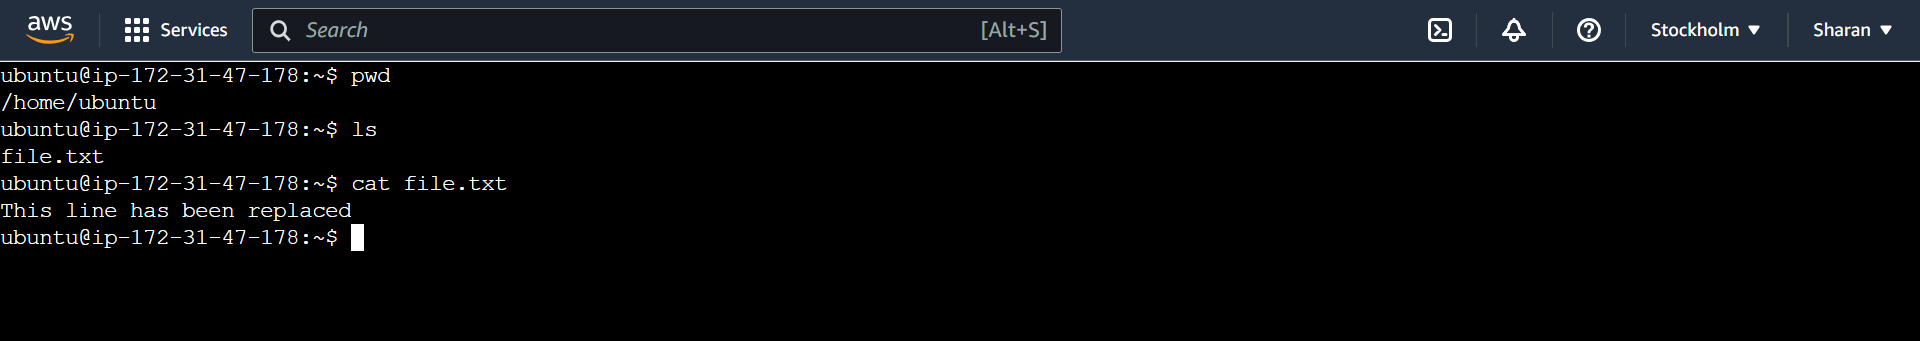 aws Services Search [Alt+S] Stockholm Sharan
ubuntu@ip-172-31-47-178:~$ pwd
/home/ubuntu
ubuntu@ip-172-31-47-178:~$ ls
file.txt
ubuntu@ip-172-31-47-178:~$ cat file.txt
This line has been replaced
ubuntu@ip-172-31-47-178:~$